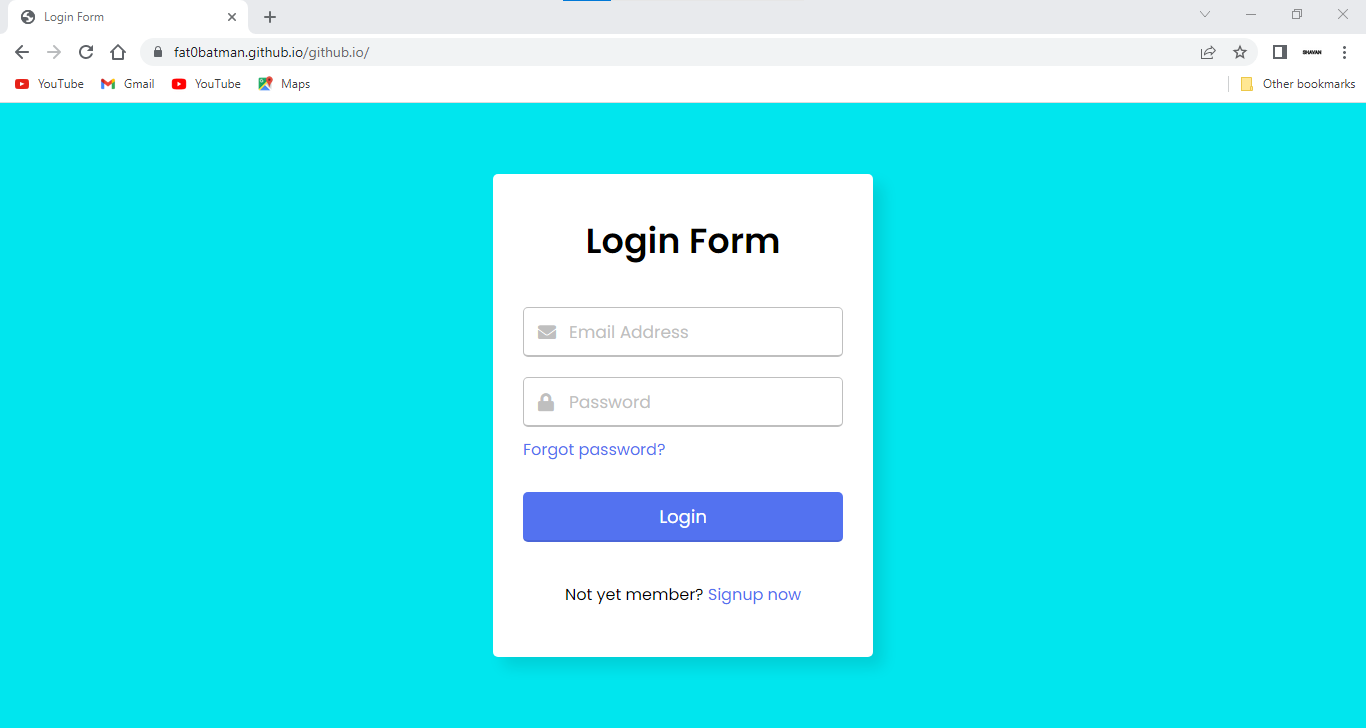 Login Form
fat0batman.github.io/github.io/
SHAVAN
YouTube Gmail YouTube Maps Other bookmarks
Login Form
Email Address
Password
Forgot password?
Login
Not yet member? Signup now